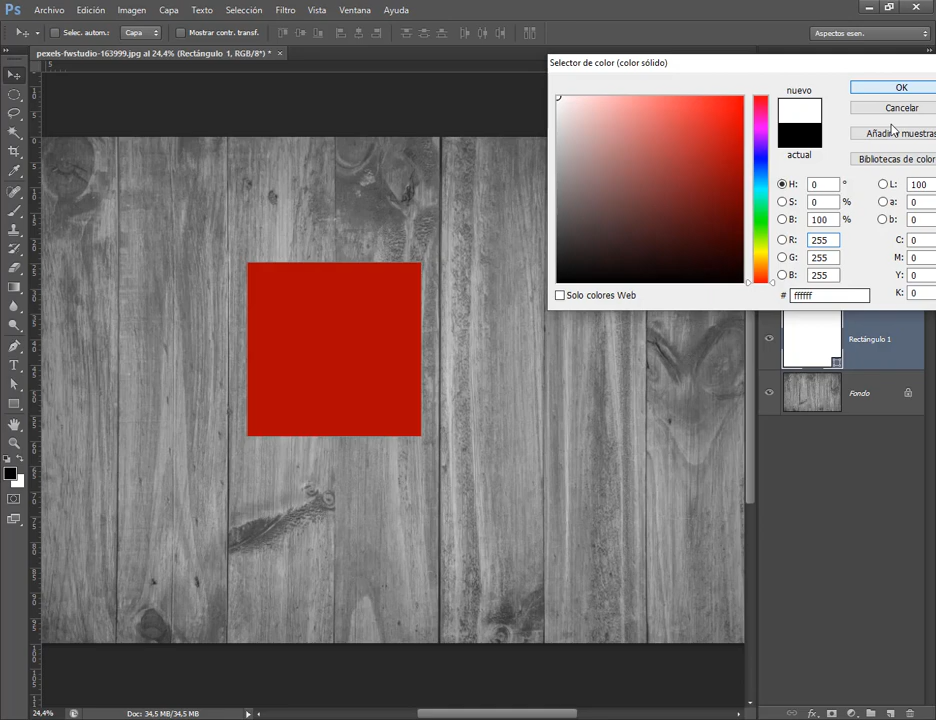 Ps Archivo Edición Imagen Capa Texto Selección Filtro Vista Ventana Ayuda
Selec. autom.: Capa Mostrar contr. transf. Aspectos esen.
pexels-fwstudio-163999.jpg al 24,4% (Rectángulo 1, RGB/8*) * ×
Selector de color (color sólido)
nuevo
OK
Cancelar
Añadir a muestras
actual
Bibliotecas de color
H: 0 ° L: 100
S: 0 % a: 0
B: 100 % b: 0
R: 255 C: 0
G: 255 M: 0
B: 255 Y: 0
# ffffff K: 0
Solo colores Web
Rectángulo 1
Fondo
24,4% Doc: 34,5 MB/34,5 MB